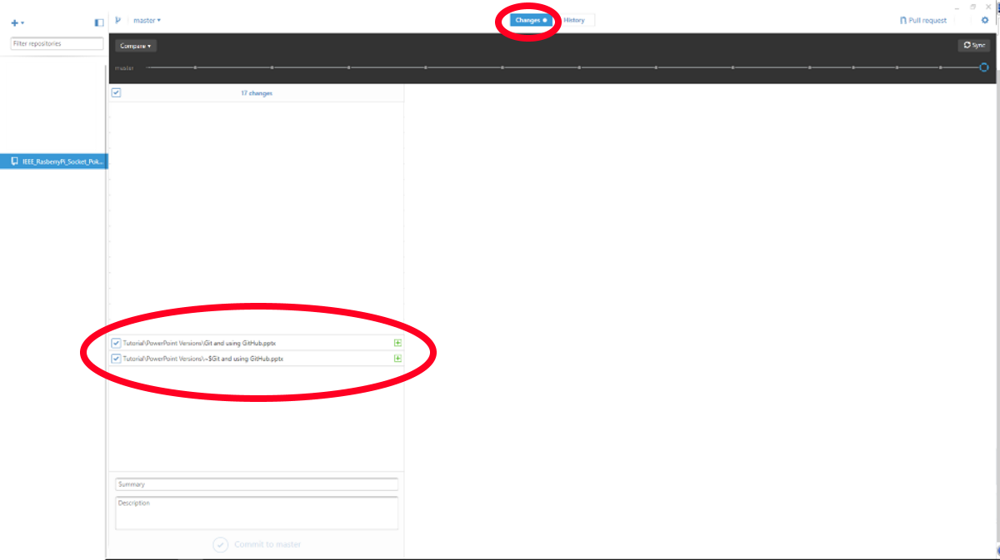 master
Changes
History
Pull request
Filter repositories
Compare
Sync
master
17 changes
IEEE_RasberryPi_Socket_Pok...
Tutorial\PowerPoint Versions\Git and using GitHub.pptx
Tutorial\PowerPoint Versions\~$Git and using GitHub.pptx
Summary
Description
Commit to master